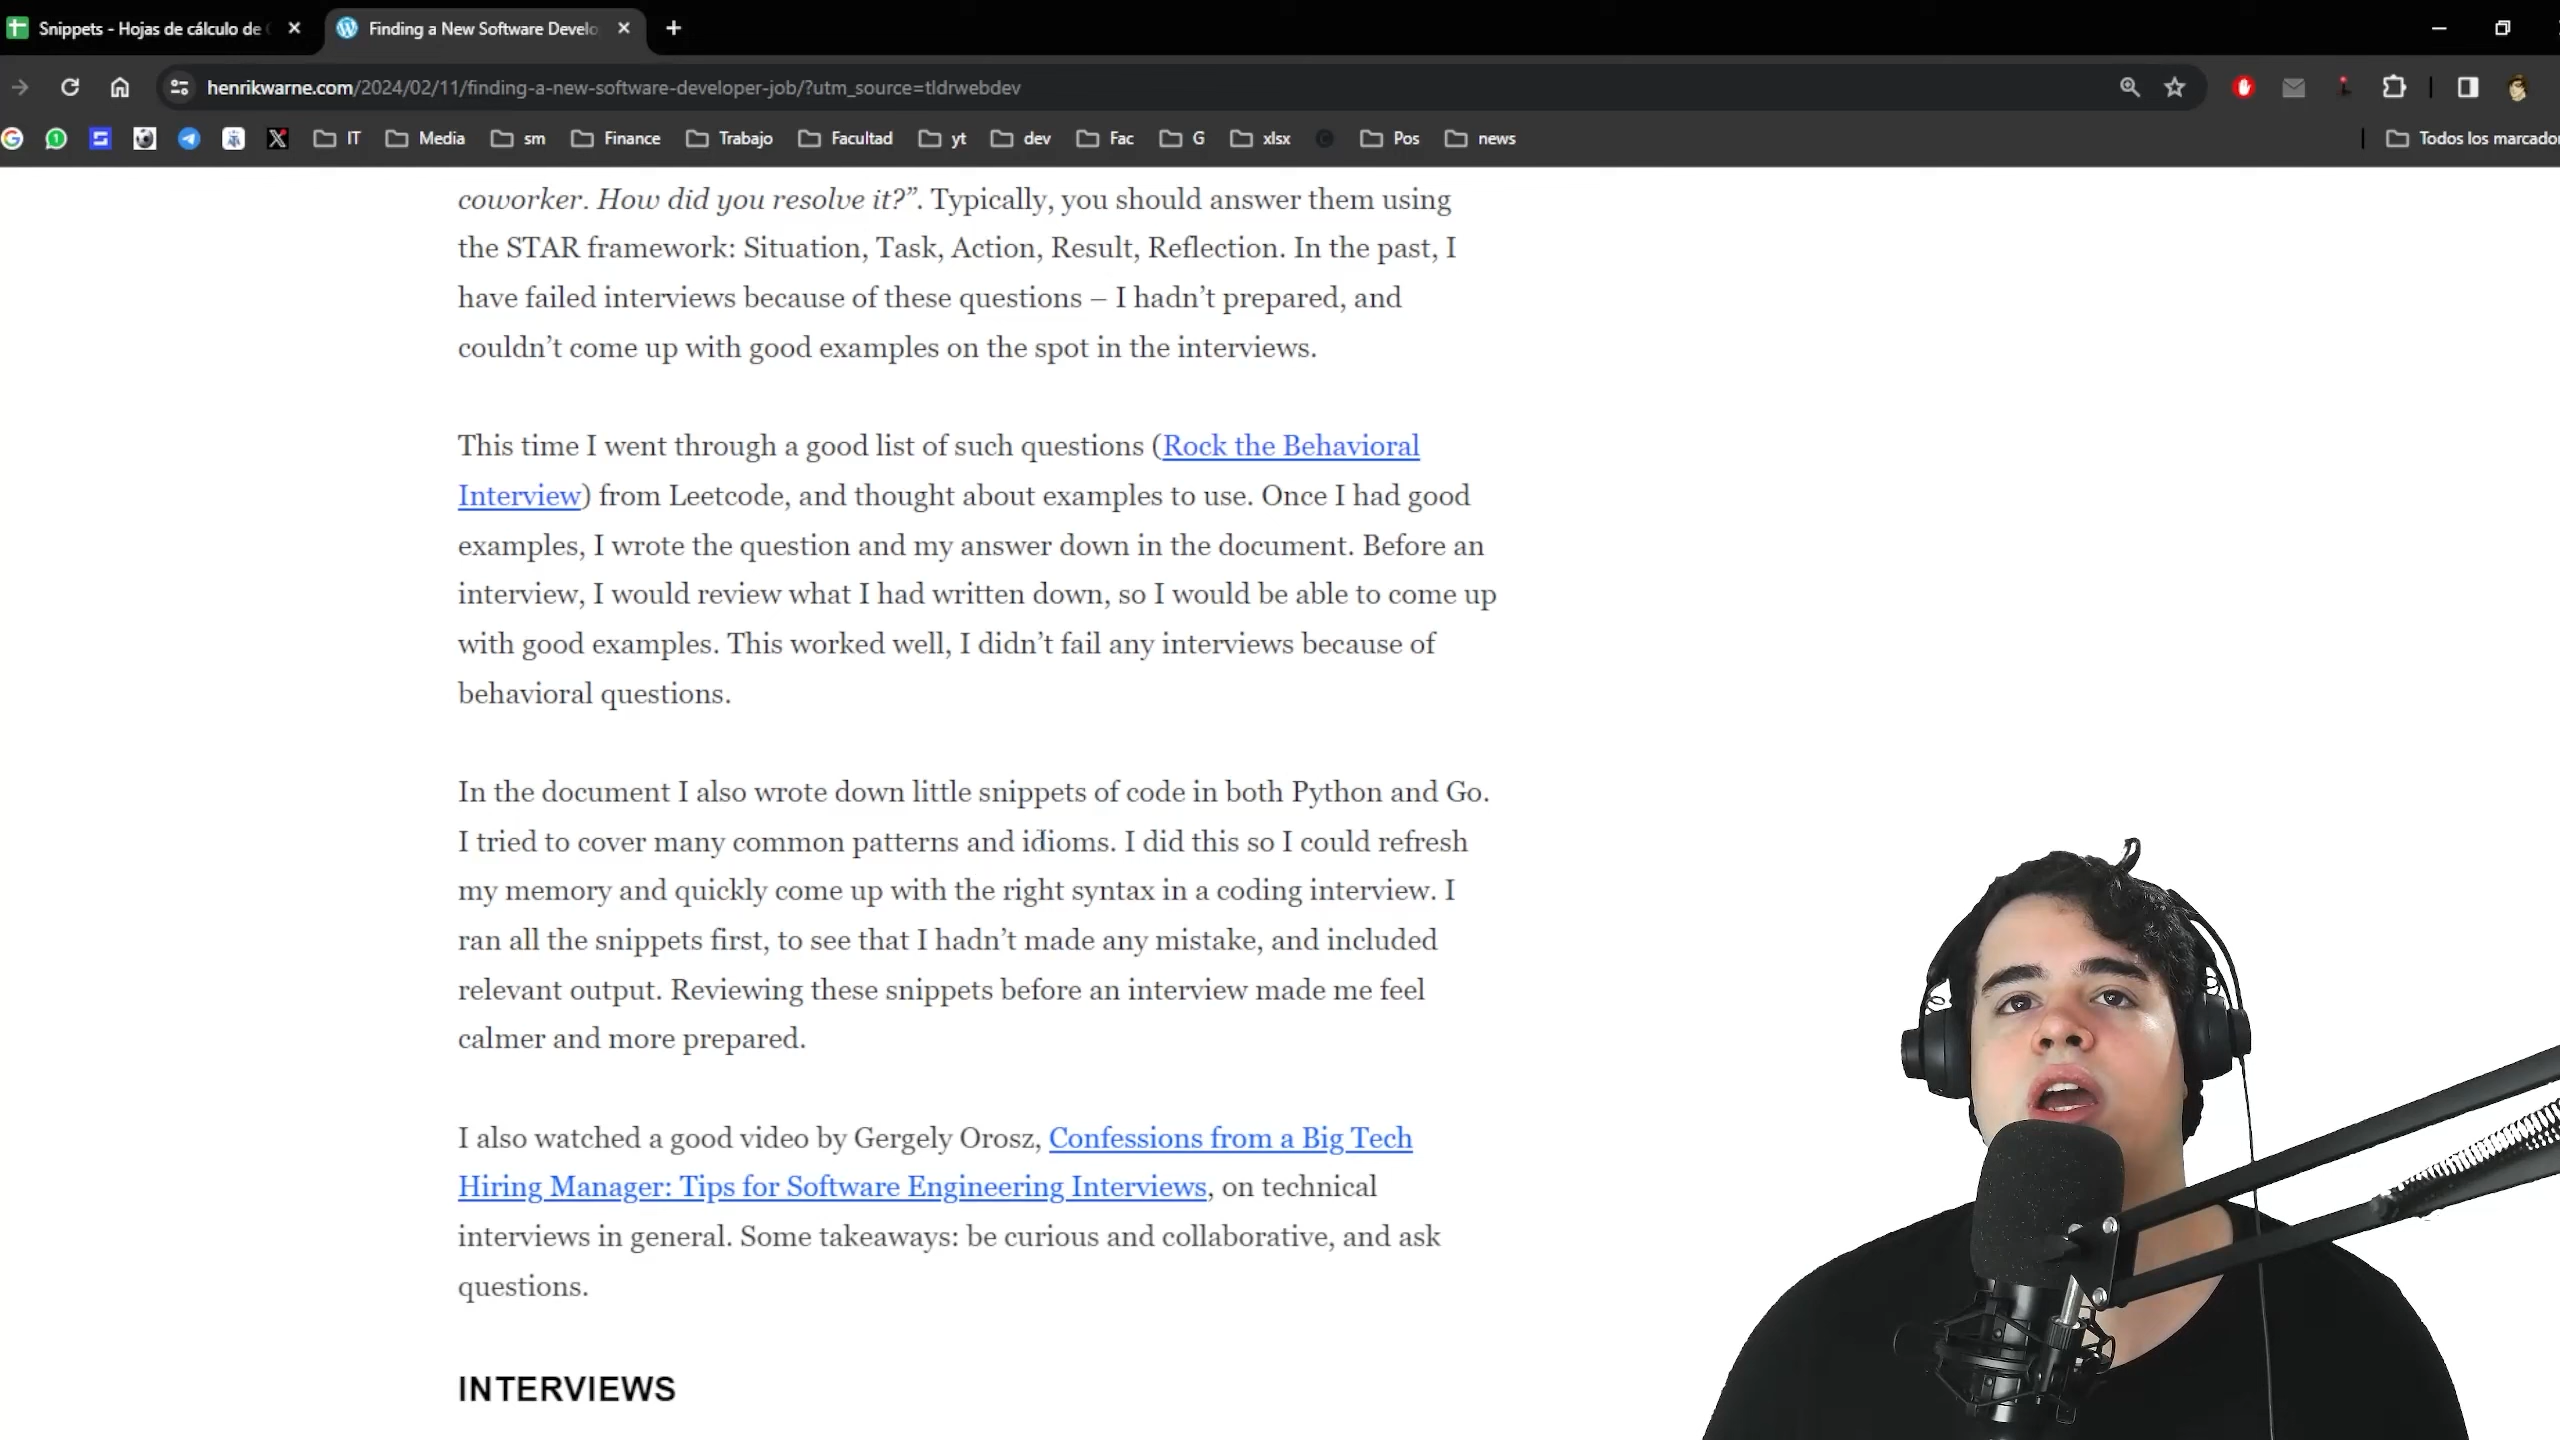 Snippets - Hojas de cálculo de
Finding a New Software Develo
henrikwarne.com/2024/02/11/finding-a-new-software-developer-job/?utm_source=tldrwebdev
IT Media sm Finance Trabajo Facultad yt dev Fac G xlsx Pos news Todos los marcador
coworker. How did you resolve it?”. Typically, you should answer them using
the STAR framework: Situation, Task, Action, Result, Reflection. In the past, I
have failed interviews because of these questions – I hadn’t prepared, and
couldn’t come up with good examples on the spot in the interviews.
This time I went through a good list of such questions (Rock the Behavioral
Interview) from Leetcode, and thought about examples to use. Once I had good
examples, I wrote the question and my answer down in the document. Before an
interview, I would review what I had written down, so I would be able to come up
with good examples. This worked well, I didn’t fail any interviews because of
behavioral questions.
In the document I also wrote down little snippets of code in both Python and Go.
I tried to cover many common patterns and idioms. I did this so I could refresh
my memory and quickly come up with the right syntax in a coding interview. I
ran all the snippets first, to see that I hadn’t made any mistake, and included
relevant output. Reviewing these snippets before an interview made me feel
calmer and more prepared.
I also watched a good video by Gergely Orosz, Confessions from a Big Tech
Hiring Manager: Tips for Software Engineering Interviews, on technical
interviews in general. Some takeaways: be curious and collaborative, and ask
questions.
INTERVIEWS